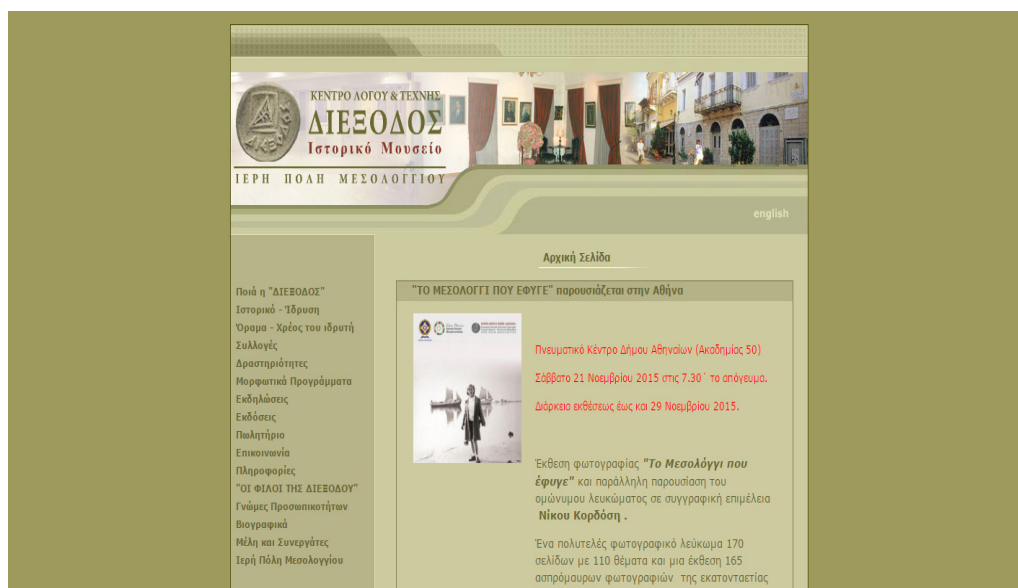 ΚΕΝΤΡΟ ΛΟΓΟΥ & ΤΕΧΝΗΣ
ΔΙΕΞΟΔΟΣ
Ιστορικό Μουσείο
ΙΕΡΗ ΠΟΛΗ ΜΕΣΟΛΟΓΓΙΟΥ
english
Ποιά η "ΔΙΕΞΟΔΟΣ"
Ιστορικό - Ίδρυση
Όραμα - Χρέος του ιδρυτή
Συλλογές
Δραστηριότητες
Μορφωτικά Προγράμματα
Εκδηλώσεις
Εκδόσεις
Πωλητήριο
Επικοινωνία
Πληροφορίες
"ΟΙ ΦΙΛΟΙ ΤΗΣ ΔΙΕΞΟΔΟΥ"
Γνώμες Προσωπικοτήτων
Βιογραφικά
Μέλη και Συνεργάτες
Ιερή Πόλη Μεσολογγίου
Αρχική Σελίδα
"ΤΟ ΜΕΣΟΛΟΓΓΙ ΠΟΥ ΕΦΥΓΕ" παρουσιάζεται στην Αθήνα
Πνευματικό Κέντρο Δήμου Αθηναίων (Ακαδημίας 50)
Σάββατο 21 Νοεμβρίου 2015 στις 7.30΄ το απόγευμα.
Διάρκεια εκθέσεως έως και 29 Νοεμβρίου 2015.
Έκθεση φωτογραφίας "Το Μεσολόγγι που
έφυγε" και παράλληλη παρουσίαση του
ομώνυμου λευκώματος σε συγγραφική επιμέλεια
Νίκου Κορδόση .
Ένα πολυτελές φωτογραφικό λεύκωμα 170
σελίδων με 110 θέματα και μια έκθεση 165
ασπρόμαυρων φωτογραφιών της εκατονταετίας